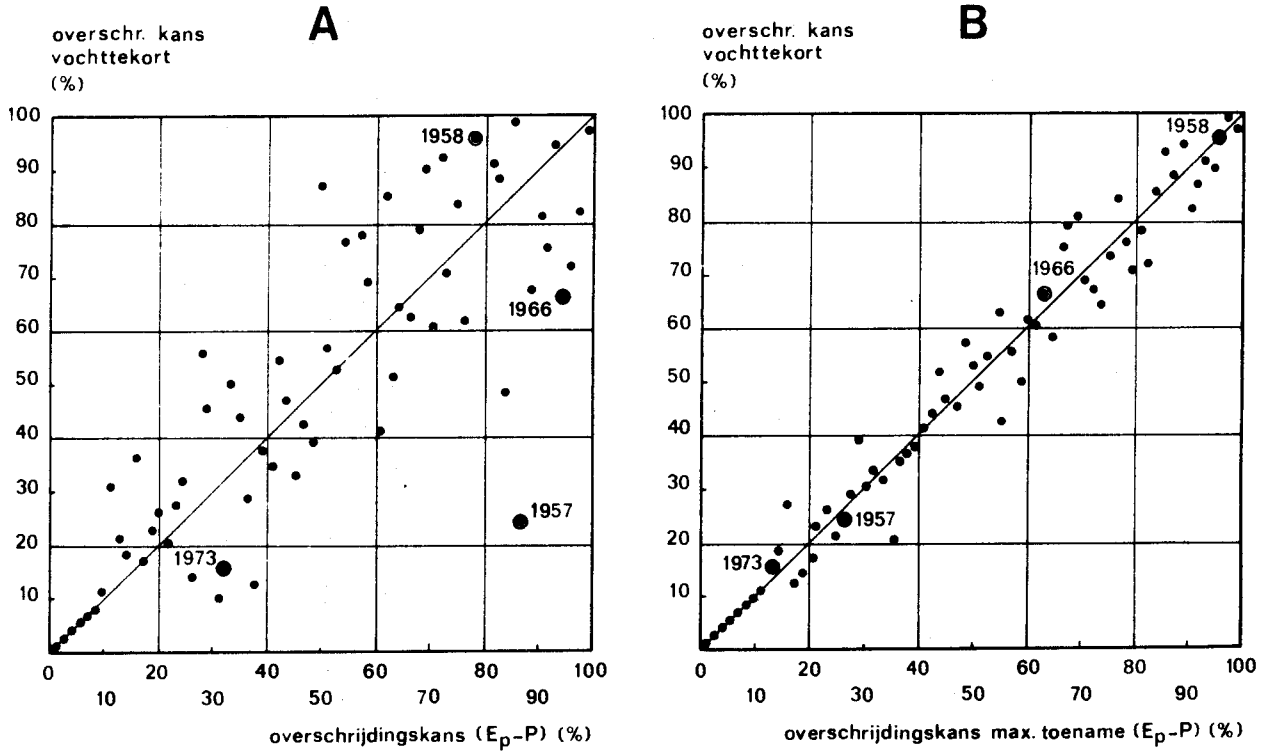 A
overschr. kans
vochttekort
(%)
100
90
80
70
60
50
40
30
20
10
1958
1966
1957
1973
0 20 40 60 80 100
10 30 50 70 90
overschrijdingskans (Ep-P) (%)
B
overschr. kans
vochttekort
(%)
100
90
80
70
60
50
40
30
20
10
1958
1966
1957
1973
0 20 40 60 80 100
10 30 50 70 90
overschrijdingskans max. toename (Ep-P) (%)